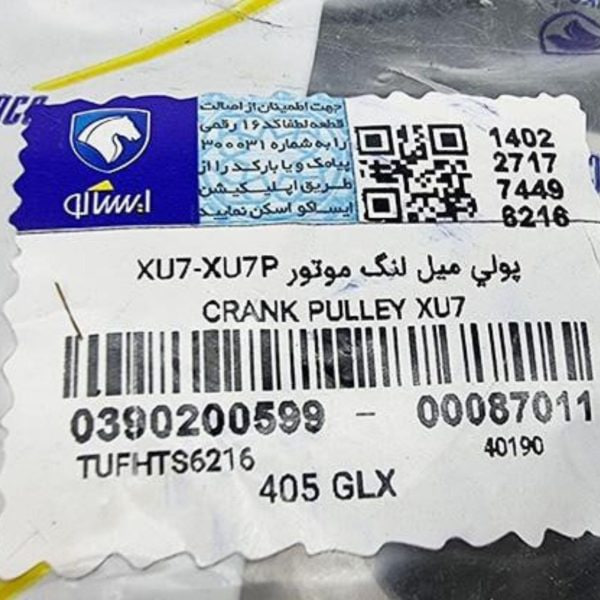 جهت اطمینان از اصالت
قطعه لطفا کد ۱۶ رقمی
را به شماره ۳۰۰۰۳۱
پیامک و یا بارکد را از
طریق اپلیکیشن
ایساکو اسکن نمایید
ایساکو
1402
2717
7449
6216
پولي ميل لنگ موتور XU7-XU7P
CRANK PULLEY XU7
0390200599 - 00087011
TUFHTS6216
40190
405 GLX